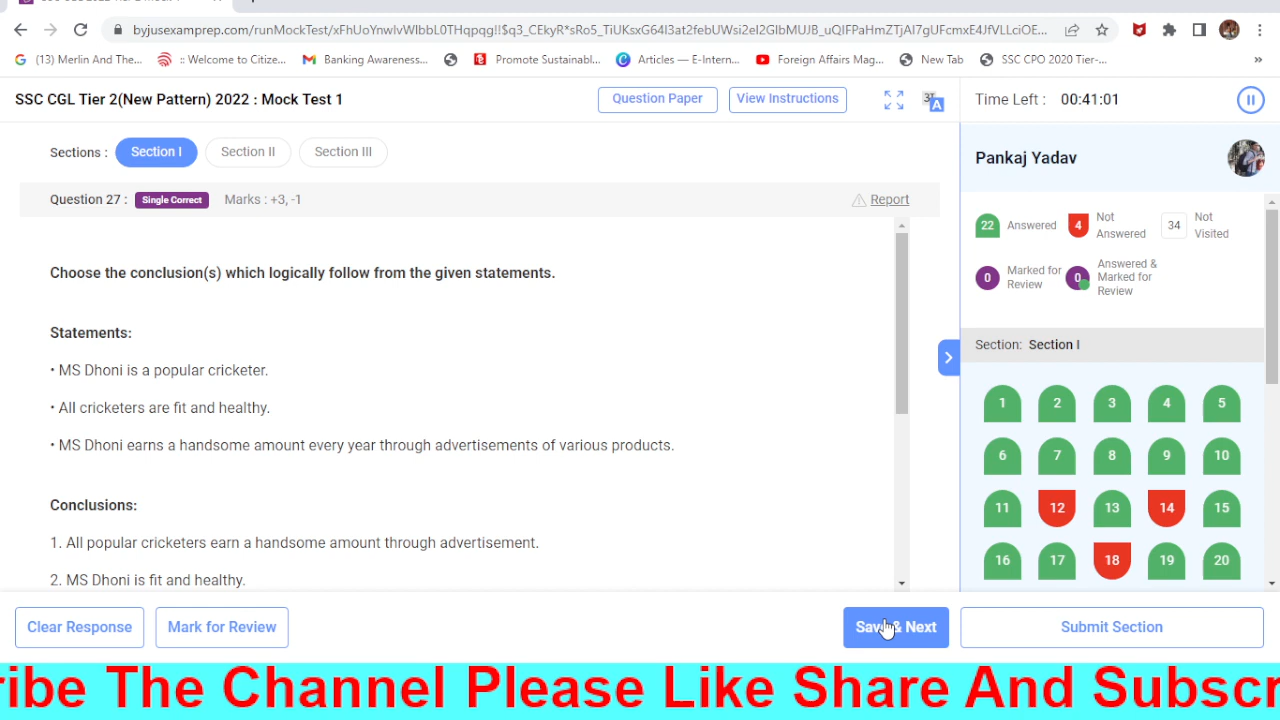 byjusexamprep.com/runMockTest/xFhUoYnwlvWlbbL0THqpqg!!$q3_CEkyR*sRo5_TiUKsxG64I3at2febUWsi2eI2GIbMUJ8_uQIFPaHmZTjAI7gUFcmxE4JfVLLciOE...
(13) Merlin And The...
:: Welcome to Citize...
Banking Awareness...
Promote Sustainabl...
Articles — E-Intern...
Foreign Affairs Mag...
New Tab
SSC CPO 2020 Tier-...
»
SSC CGL Tier 2(New Pattern) 2022 : Mock Test 1
Question Paper
View Instructions
Time Left : 00:41:01
Sections :
Section I
Section II
Section III
Pankaj Yadav
Question 27 : Single Correct Marks : +3, -1
Report
22 Answered
4 Not Answered
34 Not Visited
0 Marked for Review
0 Answered & Marked for Review
Choose the conclusion(s) which logically follow from the given statements.
Statements:
• MS Dhoni is a popular cricketer.
• All cricketers are fit and healthy.
• MS Dhoni earns a handsome amount every year through advertisements of various products.
Conclusions:
1. All popular cricketers earn a handsome amount through advertisement.
2. MS Dhoni is fit and healthy.
Section: Section I
1 2 3 4 5
6 7 8 9 10
11 12 13 14 15
16 17 18 19 20
Clear Response
Mark for Review
Save & Next
Submit Section
ribe The Channel Please Like Share And Subscr